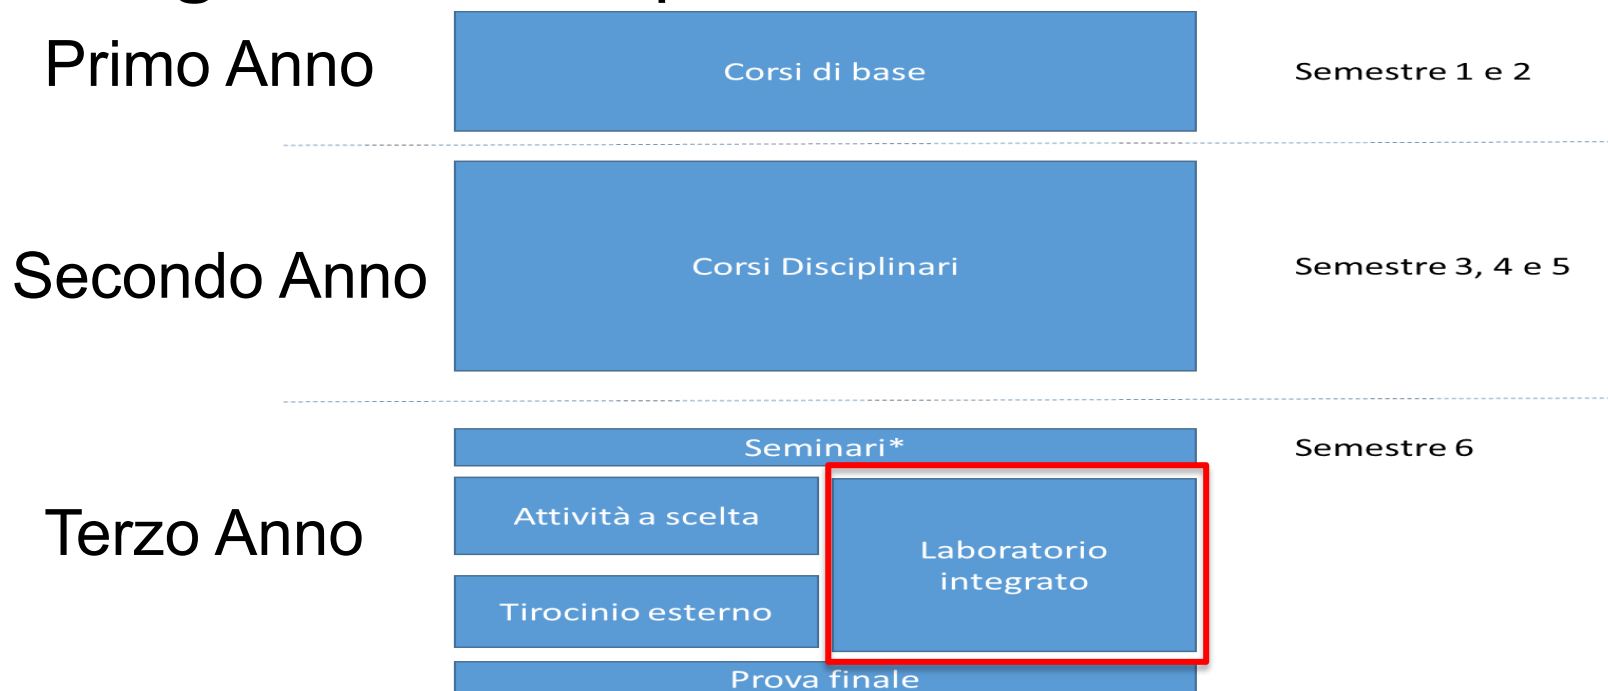 Primo Anno
Corsi di base
Semestre 1 e 2
Secondo Anno
Corsi Disciplinari
Semestre 3, 4 e 5
Seminari*
Semestre 6
Terzo Anno
Attività a scelta
Laboratorio
integrato
Tirocinio esterno
Prova finale